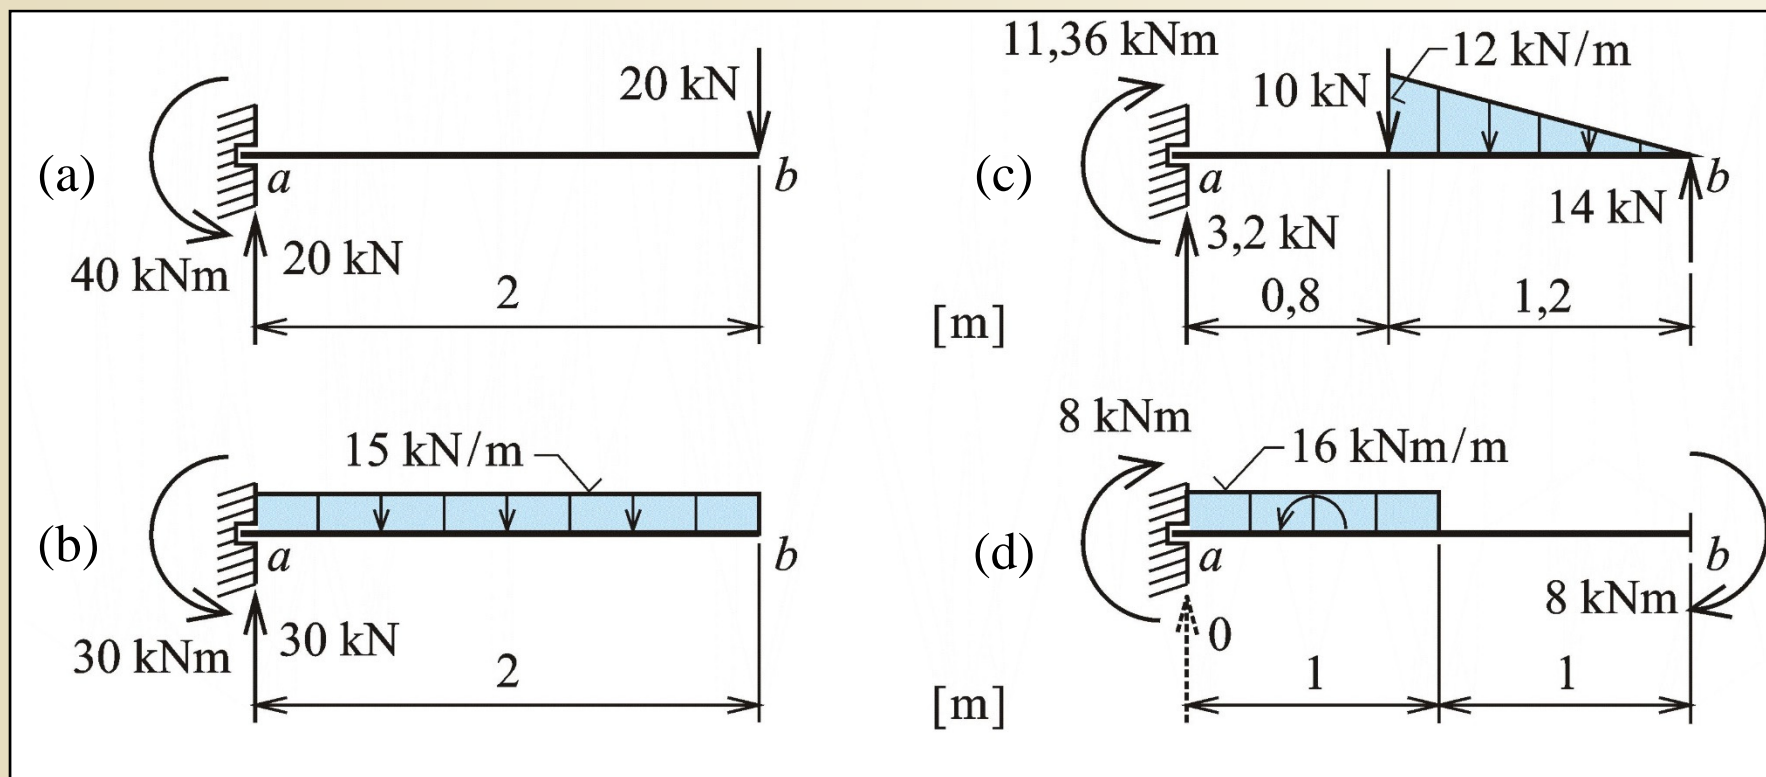 (a)
20 kN
a
b
40 kNm
20 kN
2
(b)
15 kN/m
a
b
30 kNm
30 kN
2
(c)
11,36 kNm
10 kN
12 kN/m
a
b
3,2 kN
14 kN
[m]
0,8
1,2
(d)
8 kNm
16 kNm/m
a
b
0
8 kNm
[m]
1
1